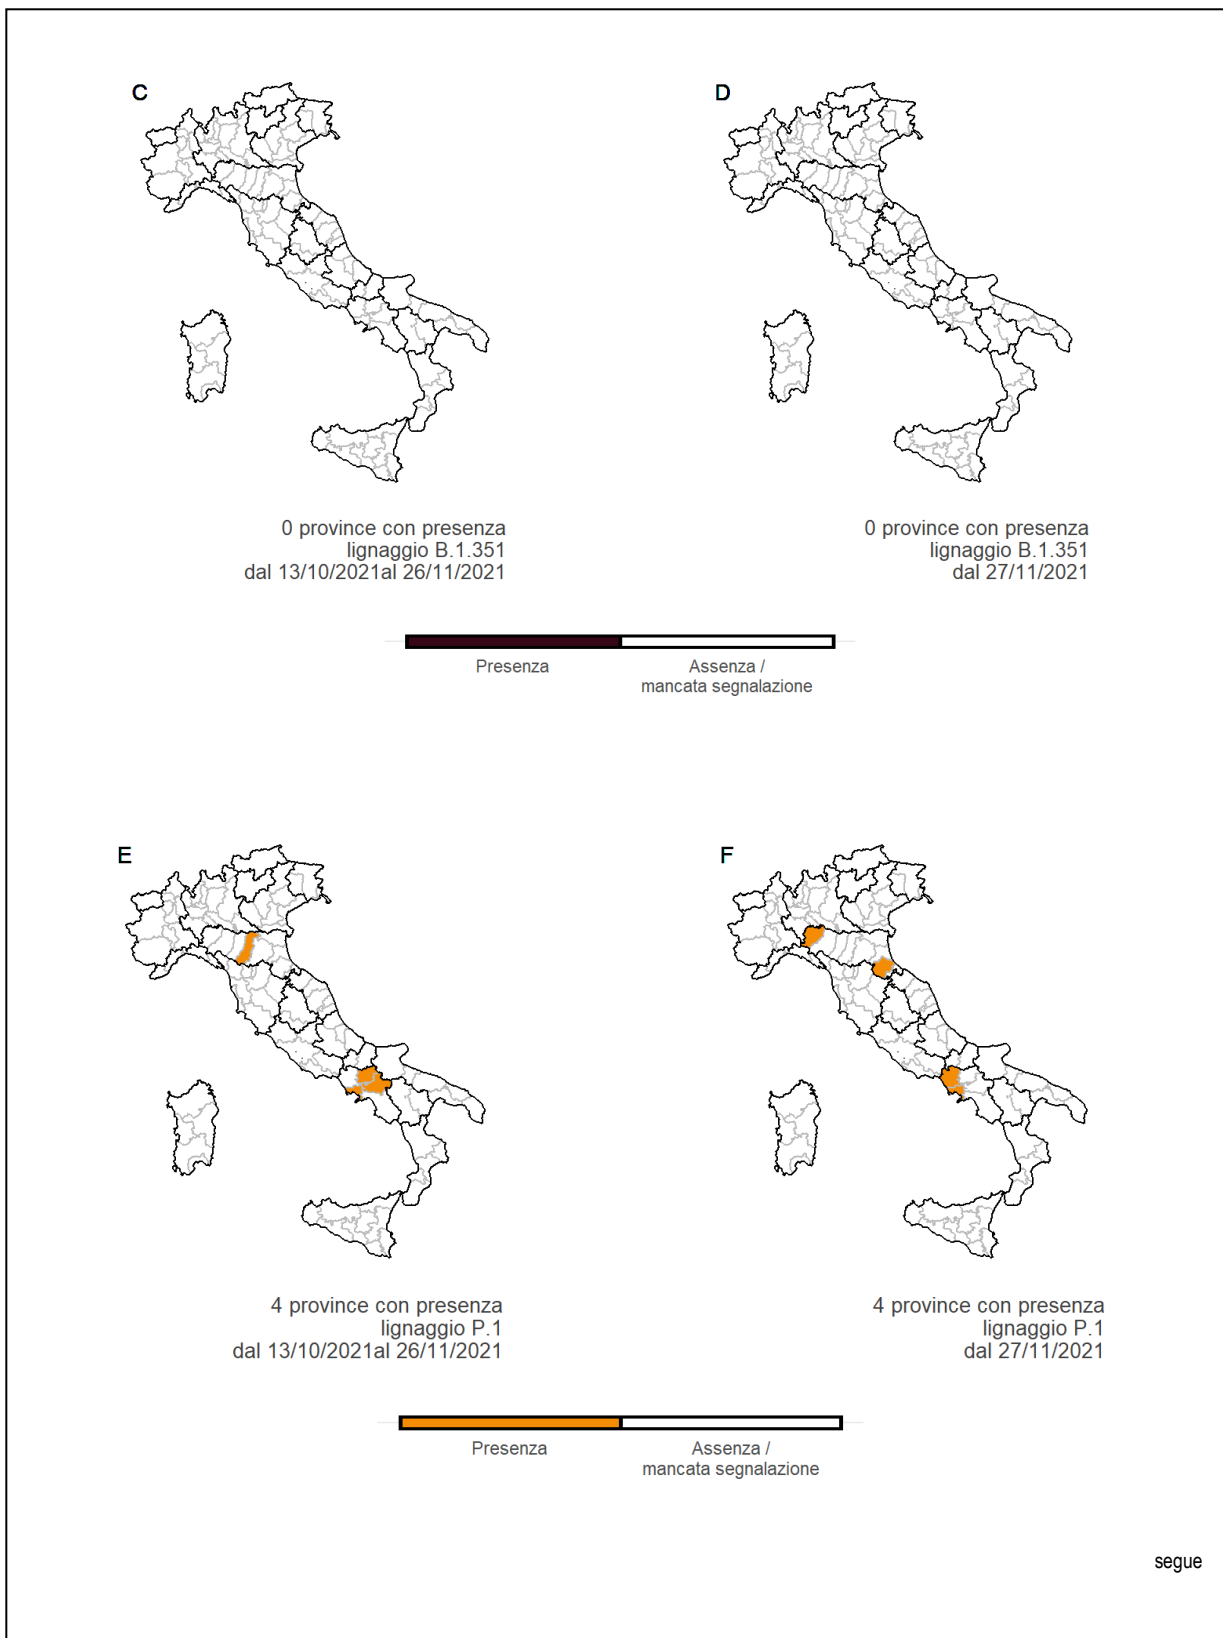 C
D
0 province con presenza
lignaggio B.1.351
dal 13/10/2021al 26/11/2021
0 province con presenza
lignaggio B.1.351
dal 27/11/2021
Presenza
Assenza /
mancata segnalazione
E
F
4 province con presenza
lignaggio P.1
dal 13/10/2021al 26/11/2021
4 province con presenza
lignaggio P.1
dal 27/11/2021
Presenza
Assenza /
mancata segnalazione
segue